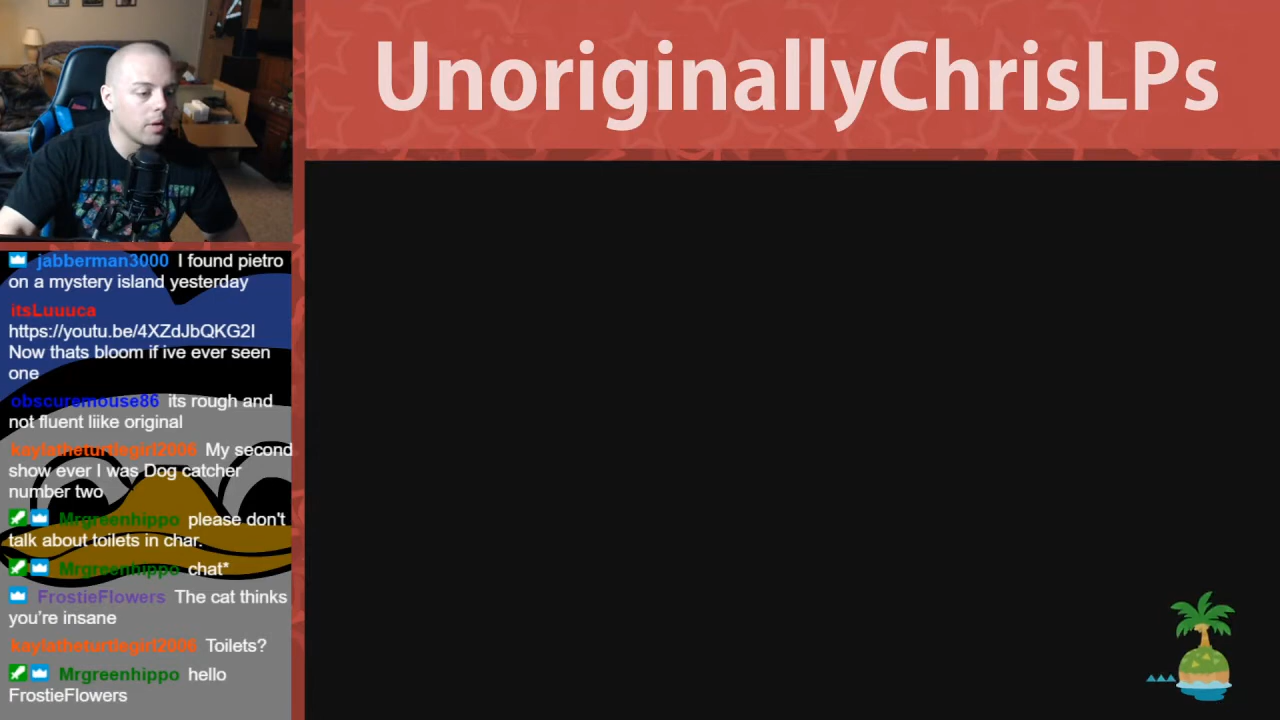 UnoriginallyChrisLPs
jabberman3000 I found pietro
on a mystery island yesterday
itsLuuuca
https://youtu.be/4XZdJbQKG2I
Now thats bloom if ive ever seen
one
obscuremouse86 its rough and
not fluent liike original
kaylatheturtlegirl2006 My second
show ever I was Dog catcher
number two
Mrgreenhippo please don't
talk about toilets in char.
Mrgreenhippo chat*
FrostieFlowers The cat thinks
you're insane
kaylatheturtlegirl2006 Toilets?
Mrgreenhippo hello
FrostieFlowers